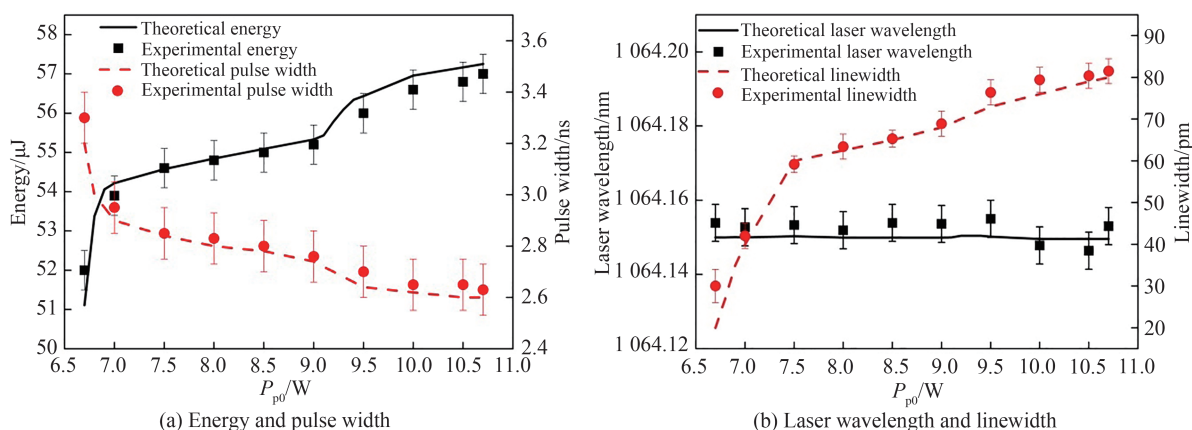 Theoretical energy
Experimental energy
Theoretical pulse width
Experimental pulse width
58
57
56
55
54
53
52
51
50
Energy/μJ
3.6
3.4
3.2
3.0
2.8
2.6
2.4
Pulse width/ns
6.5 7.0 7.5 8.0 8.5 9.0 9.5 10.0 10.5 11.0
Pp0/W
(a) Energy and pulse width
Theoretical laser wavelength
Experimental laser wavelength
Theoretical linewidth
Experimental linewidth
1 064.20
1 064.18
1 064.16
1 064.14
1 064.12
Laser wavelength/nm
90
80
70
60
50
40
30
20
Linewidth/pm
6.5 7.0 7.5 8.0 8.5 9.0 9.5 10.0 10.5 11.0
Pp0/W
(b) Laser wavelength and linewidth